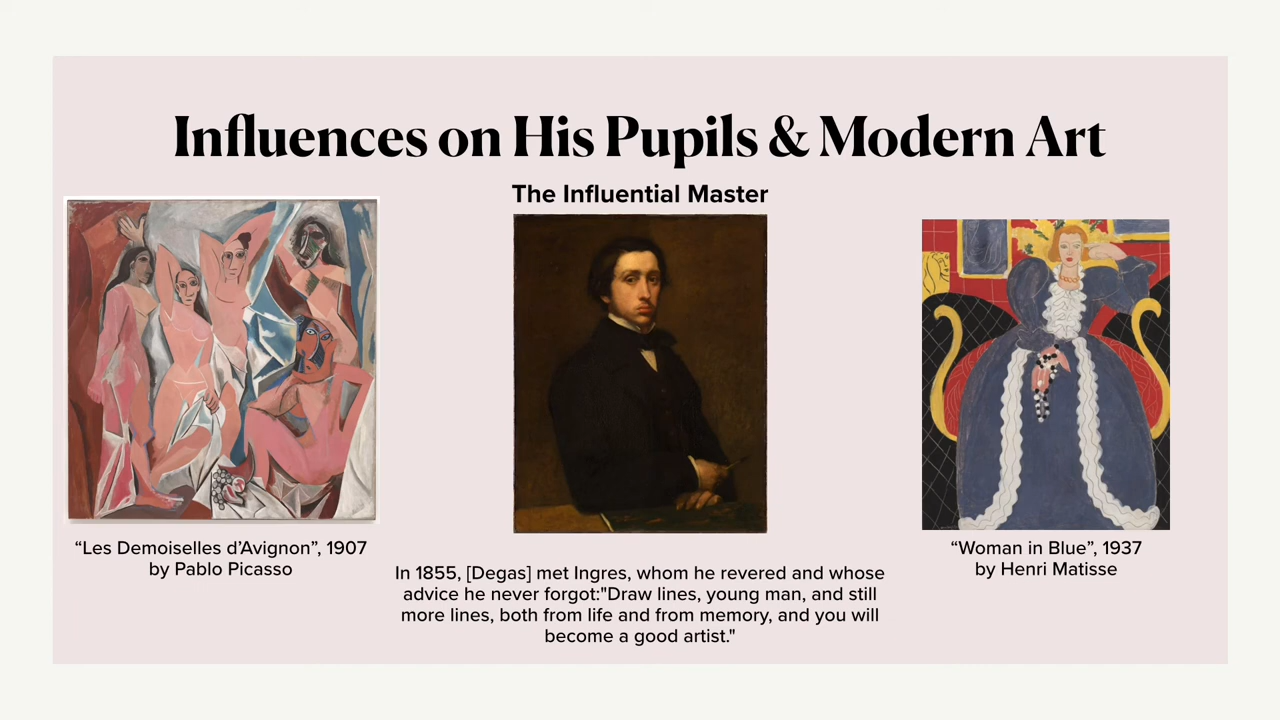 Influences on His Pupils & Modern Art
The Influential Master
“Les Demoiselles d’Avignon”, 1907
by Pablo Picasso
In 1855, [Degas] met Ingres, whom he revered and whose
advice he never forgot:"Draw lines, young man, and still
more lines, both from life and from memory, and you will
become a good artist."
“Woman in Blue”, 1937
by Henri Matisse